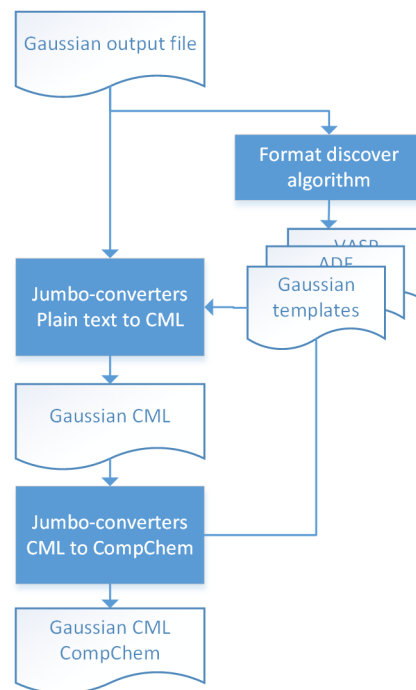 Gaussian output file
Format discover
algorithm
VASP
ADF
Gaussian
templates
Jumbo-converters
Plain text to CML
Gaussian CML
Jumbo-converters
CML to CompChem
Gaussian CML
CompChem